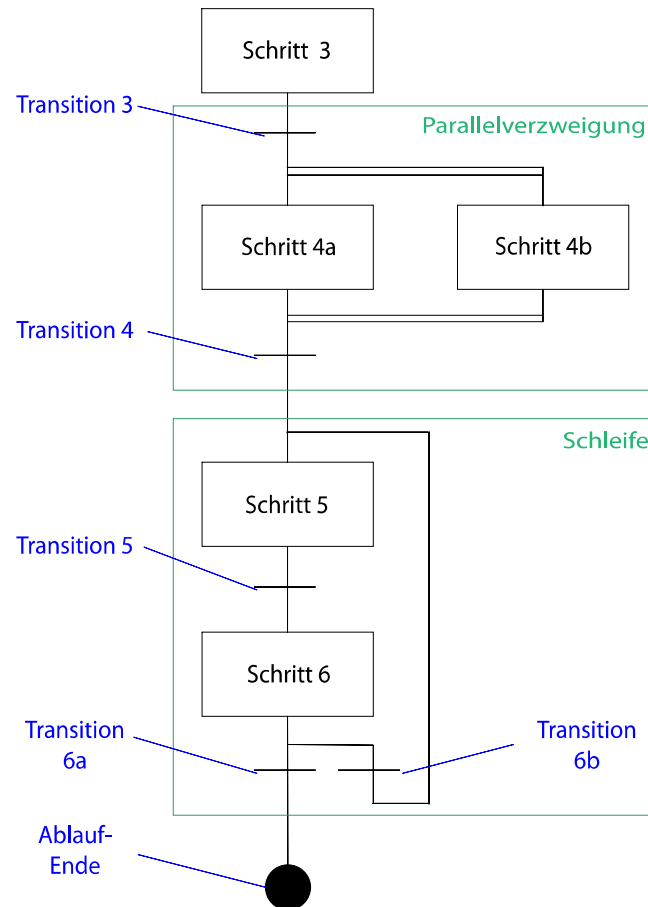 Schritt 3
Transition 3
Parallelverzweigung
Schritt 4a
Schritt 4b
Transition 4
Schleife
Schritt 5
Transition 5
Schritt 6
Transition
6a
Transition
6b
Ablauf-
Ende